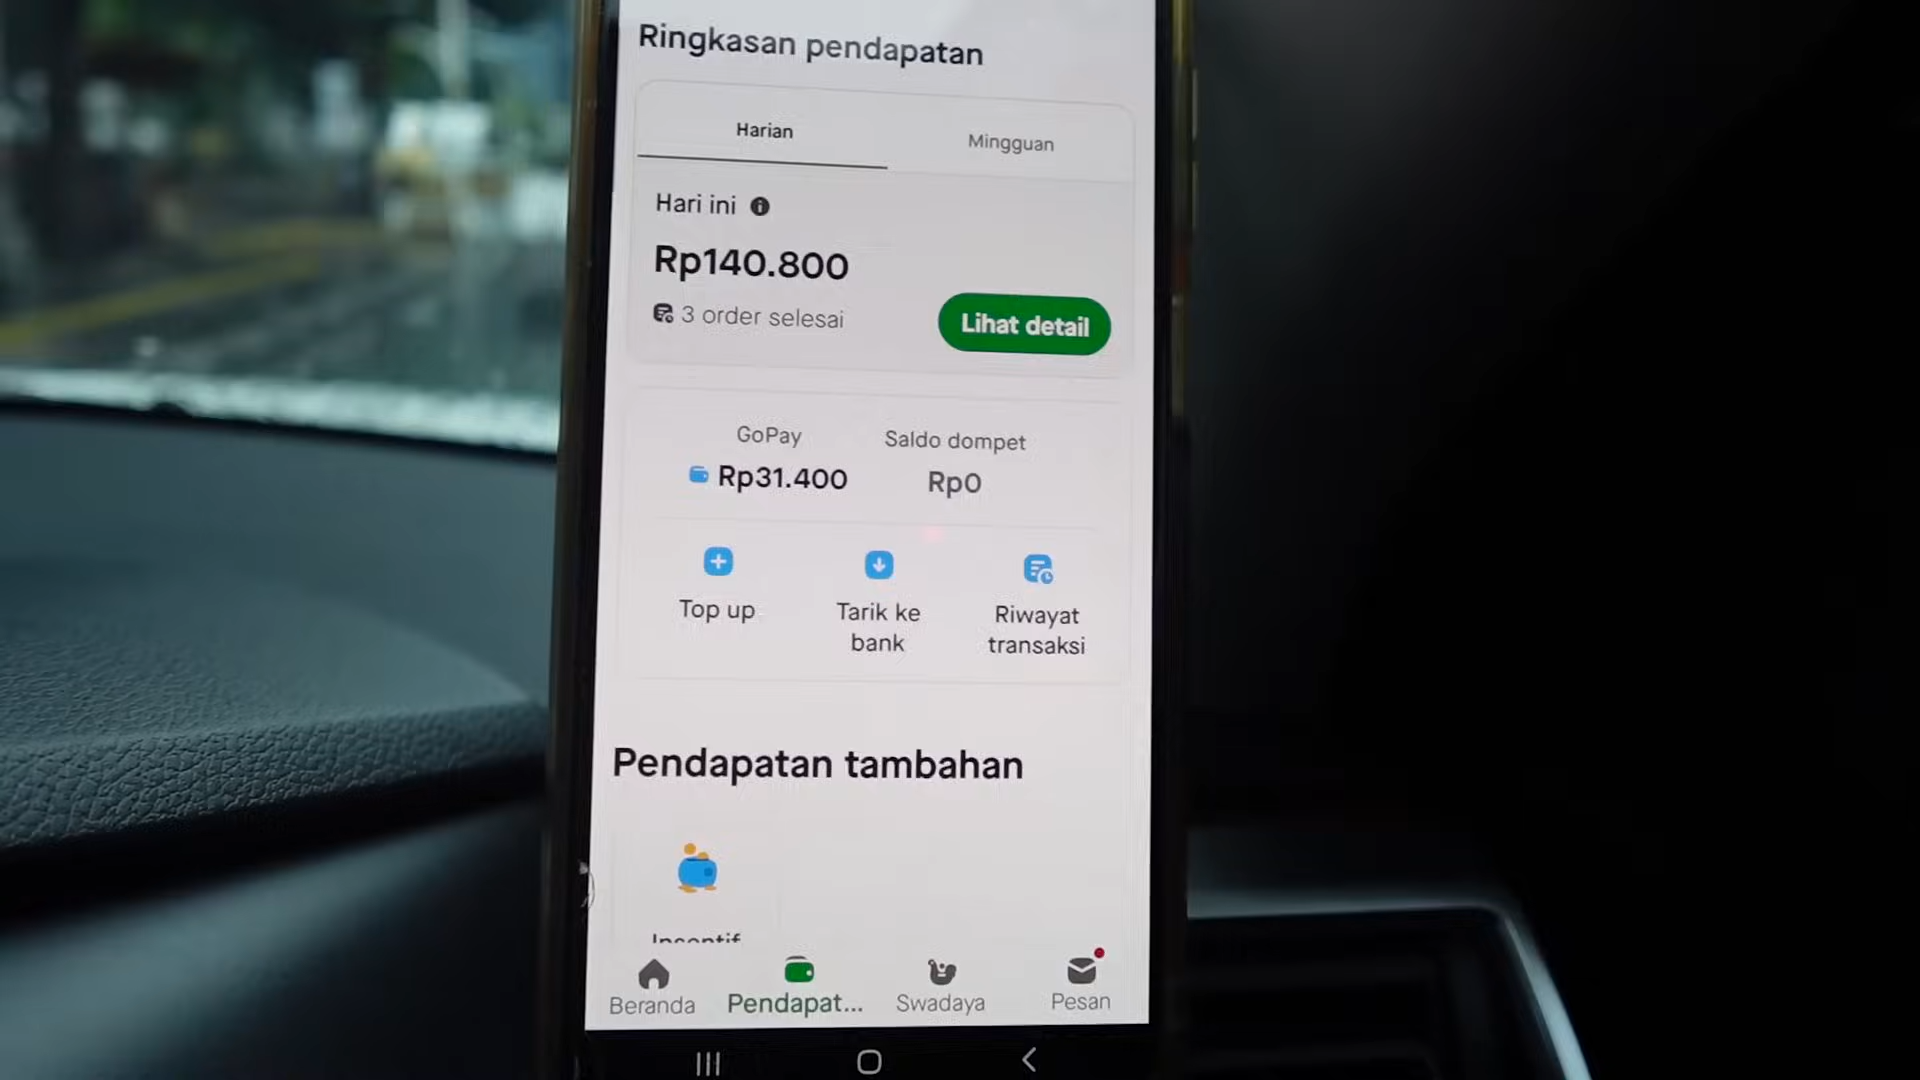 Ringkasan pendapatan
Harian
Mingguan
Hari ini
Rp140.800
3 order selesai
Lihat detail
GoPay
Saldo dompet
Rp31.400
Rp0
Top up
Tarik ke
bank
Riwayat
transaksi
Pendapatan tambahan
Insentif
Beranda
Pendapat...
Swadaya
Pesan